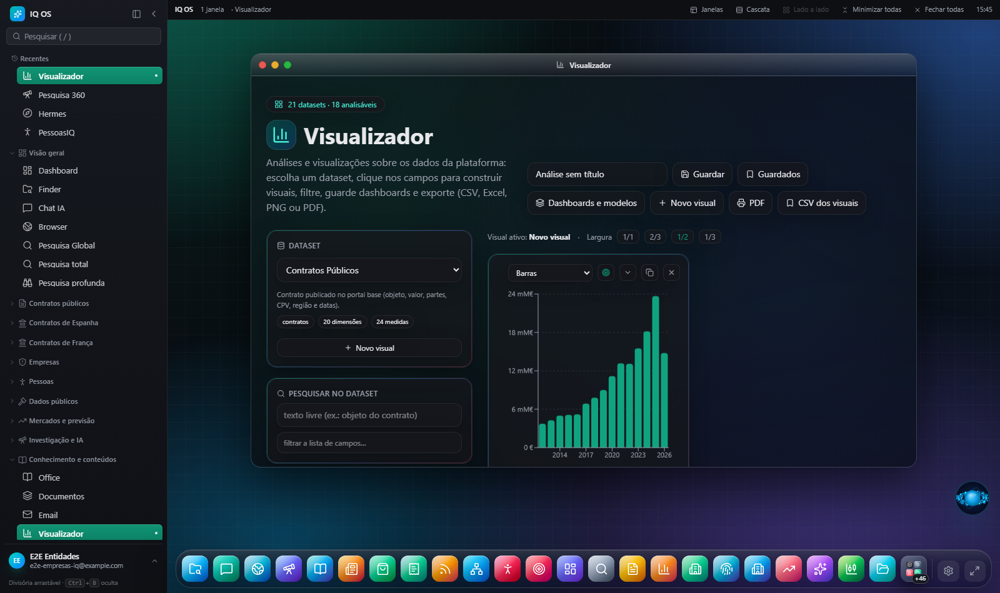 IQ OS
Pesquisar ( / )
Recentes
Visualizador
Pesquisa 360
Hermes
PessoasIQ
Visão geral
Dashboard
Finder
Chat IA
Browser
Pesquisa Global
Pesquisa total
Pesquisa profunda
Contratos públicos
Contratos de Espanha
Contratos de França
Empresas
Pessoas
Dados públicos
Mercados e previsão
Investigação e IA
Conhecimento e conteúdos
Office
Documentos
Email
Visualizador
EE
E2E Entidades
e2e-empresas-iq@example.com
Divisória arrastável · Ctrl+B oculta
IQ OS 1 janela · Visualizador
Janelas Cascata Lado a lado Minimizar todas Fechar todas 15:45
Visualizador
21 datasets · 18 analisáveis
Visualizador
Análises e visualizações sobre os dados da plataforma:
escolha um dataset, clique nos campos para construir
visuais, filtre, guarde dashboards e exporte (CSV, Excel,
PNG ou PDF).
Análise sem título Guardar Guardados
Dashboards e modelos Novo visual PDF CSV dos visuais
DATASET
Contratos Públicos
Contrato publicado no portal base (objeto, valor, partes,
CPV, região e datas).
contratos 20 dimensões 24 medidas
+ Novo visual
PESQUISAR NO DATASET
texto livre (ex.: objeto do contrato)
filtrar a lista de campos...
Visual ativo: Novo visual · Largura 1/1 2/3 1/2 1/3
Barras
24 mM€
18 mM€
12 mM€
6 mM€
0 €
2014 2017 2020 2023 2026
+46